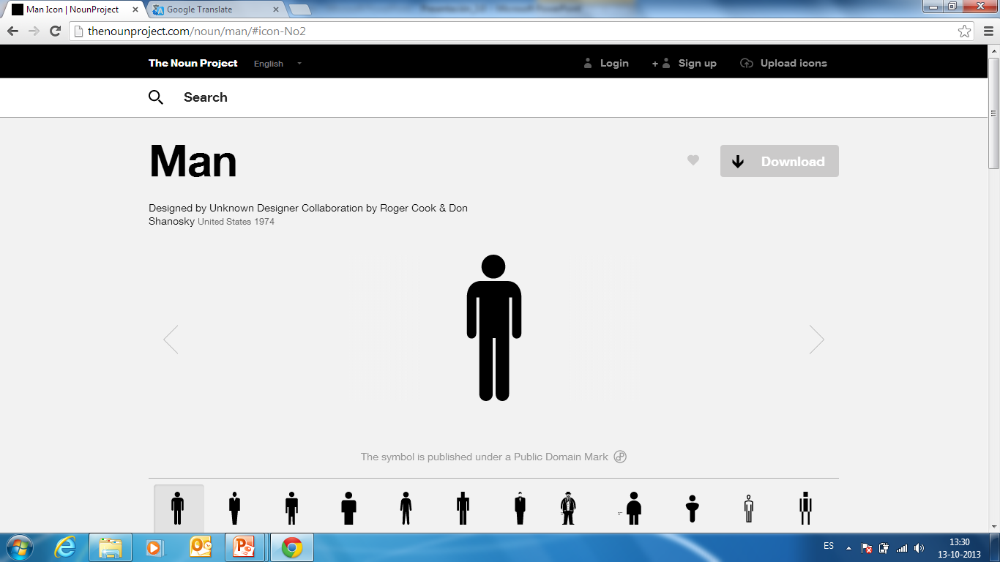 Man Icon | NounProject
Google Translate
thenounproject.com/noun/man/#icon-No2
The Noun Project
English
Login
+ Sign up
Upload icons
Search
Man
Download
Designed by Unknown Designer Collaboration by Roger Cook & Don
Shanosky United States 1974
The symbol is published under a Public Domain Mark
ES
13:30
13-10-2013